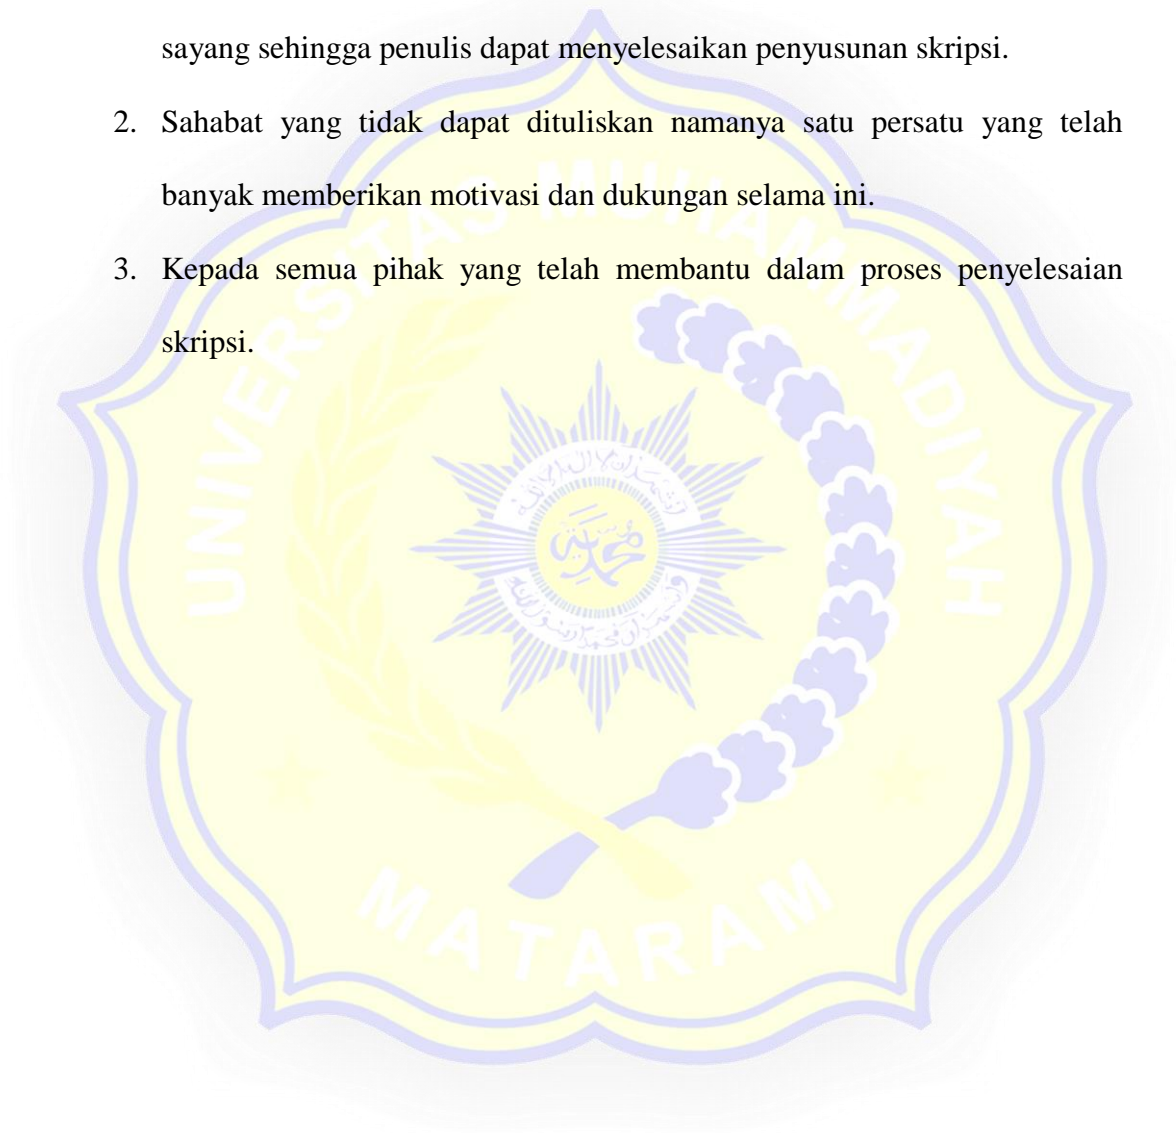 sayang sehingga penulis dapat menyelesaikan penyusunan skripsi.
2. Sahabat yang tidak dapat dituliskan namanya satu persatu yang telah
banyak memberikan motivasi dan dukungan selama ini.
3. Kepada semua pihak yang telah membantu dalam proses penyelesaian
skripsi.
UNIVERSITAS MUHAMMADIYAH
MATARAM